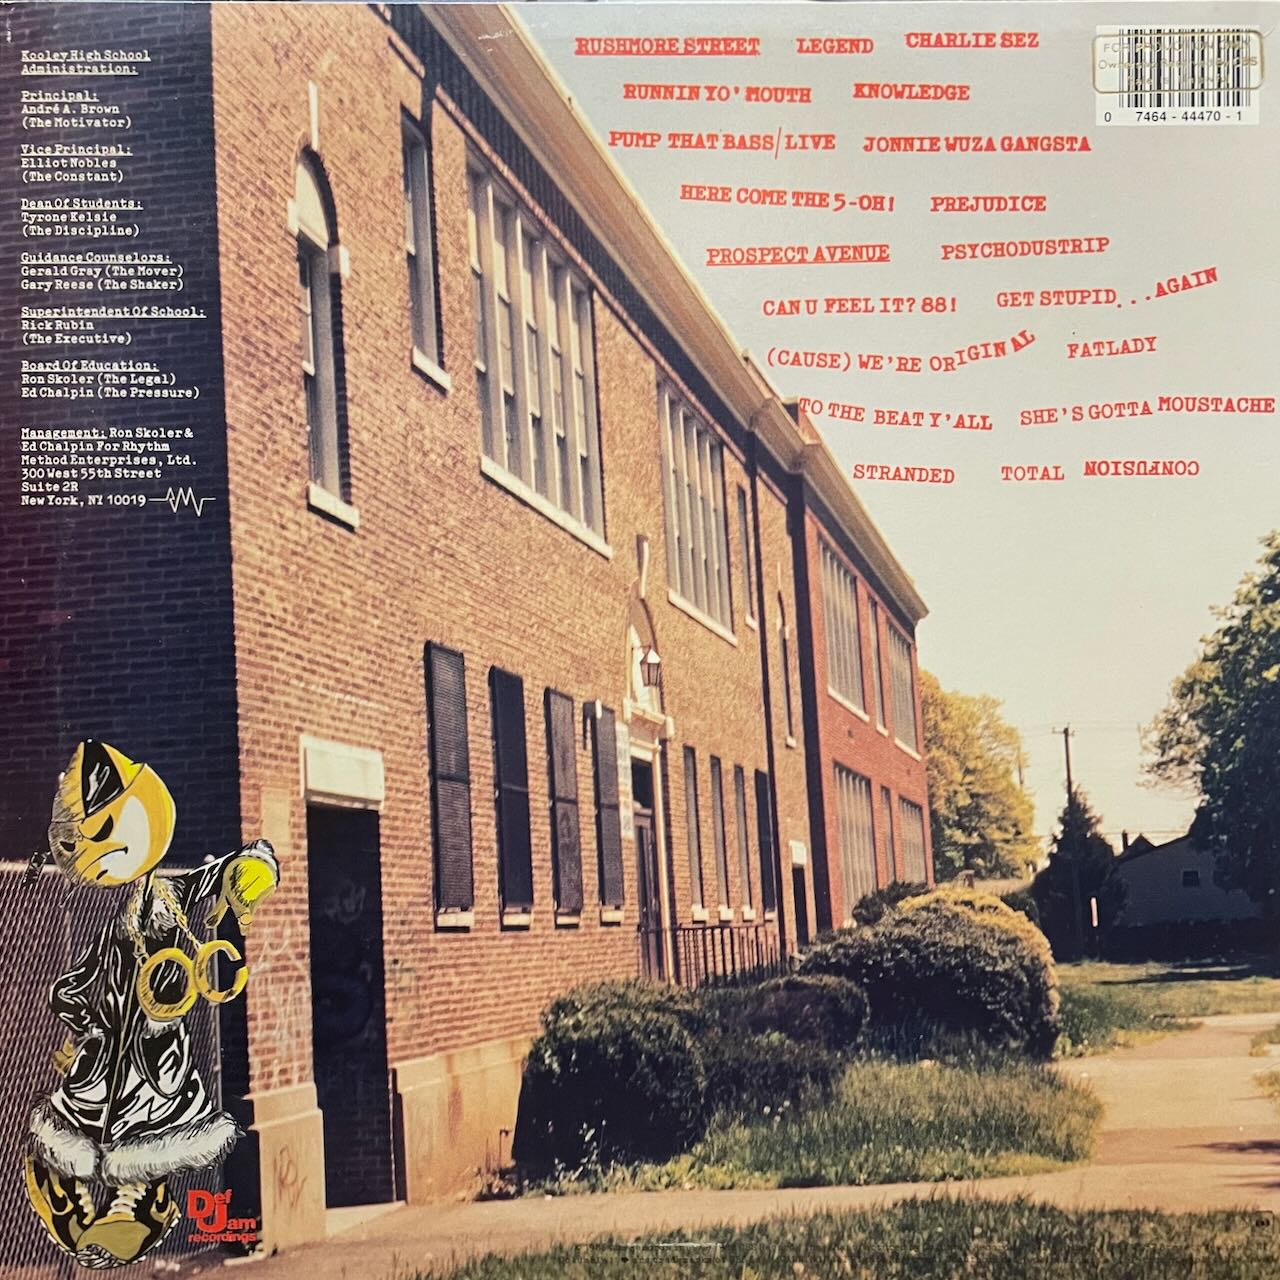 Kooley High School
Administration:
Principal:
André A. Brown
(The Motivator)
Vice Principal:
Elliot Nobles
(The Constant)
Dean Of Students:
Tyrone Kelsie
(The Discipline)
Guidance Counselors:
Gerald Gray (The Mover)
Gary Reese (The Shaker)
Superintendent Of School:
Rick Rubin
(The Executive)
Board Of Education:
Ron Skoler (The Legal)
Ed Chalpin (The Pressure)
Management: Ron Skoler &
Ed Chalpin For Rhythm
Method Enterprises, Ltd.
300 West 55th Street
Suite 2R
New York, NY 10019
RUSHMORE STREET LEGEND CHARLIE SEZ
RUNNIN YO' MOUTH KNOWLEDGE
PUMP THAT BASS/LIVE JONNIE WUZA GANGSTA
HERE COME THE 5-OH! PREJUDICE
PROSPECT AVENUE PSYCHODUSTRIP
CAN U FEEL IT? 88! GET STUPID...AGAIN
(CAUSE) WE'RE ORIGINAL FATLADY
TO THE BEAT Y'ALL SHE'S GOTTA MOUSTACHE
STRANDED TOTAL CONFUSION
0 7464-44470-1
OC
Def
Jam
recordings